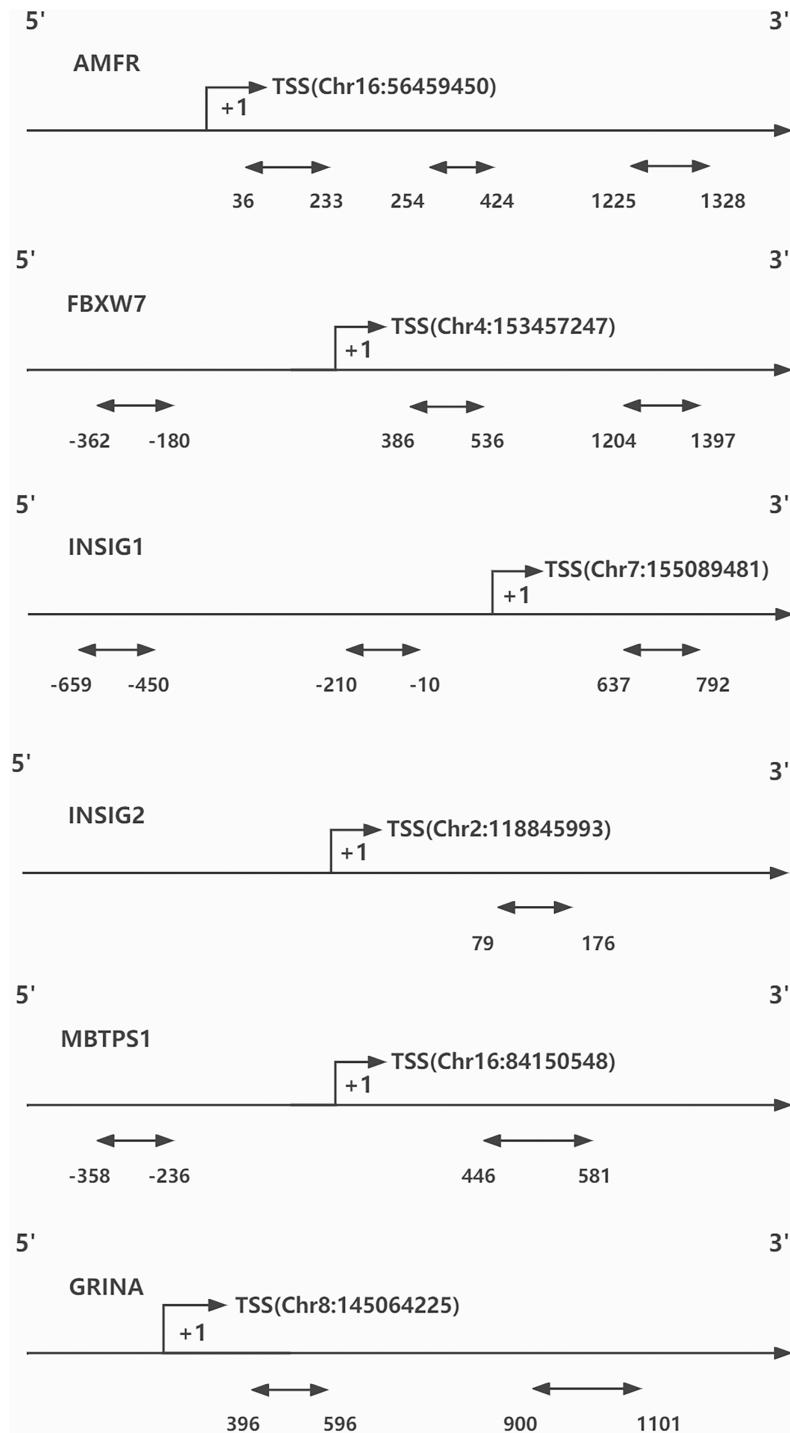 5' 3'
AMFR
TSS(Chr16:56459450)
+1
36 233 254 424 1225 1328
5' 3'
FBXW7
TSS(Chr4:153457247)
+1
-362 -180 386 536 1204 1397
5' 3'
INSIG1
TSS(Chr7:155089481)
+1
-659 -450 -210 -10 637 792
5' 3'
INSIG2
TSS(Chr2:118845993)
+1
79 176
5' 3'
MBTPS1
TSS(Chr16:84150548)
+1
-358 -236 446 581
5' 3'
GRINA
TSS(Chr8:145064225)
+1
396 596 900 1101